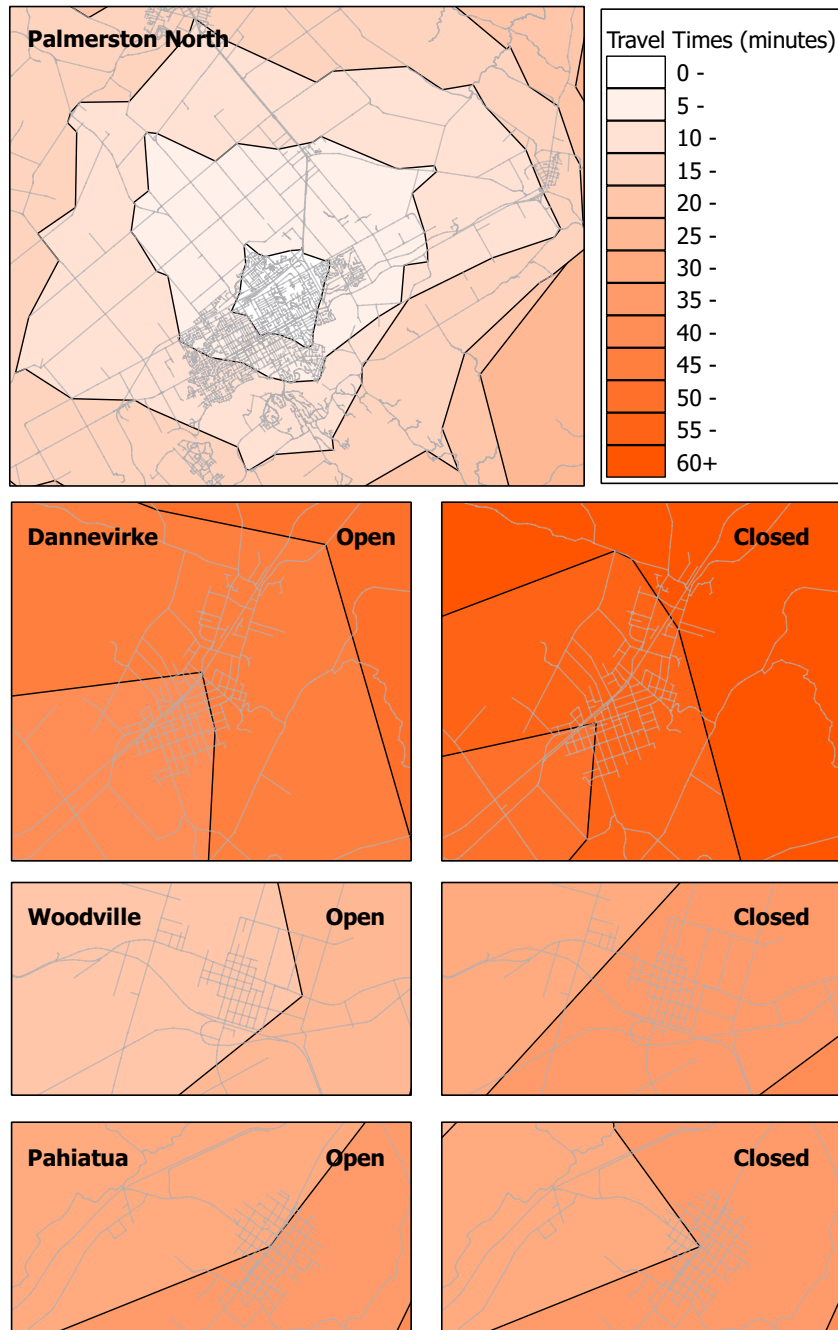 Palmerston North
Travel Times (minutes)
0 -
5 -
10 -
15 -
20 -
25 -
30 -
35 -
40 -
45 -
50 -
55 -
60+
Dannevirke Open
Closed
Woodville Open
Closed
Pahiatua Open
Closed